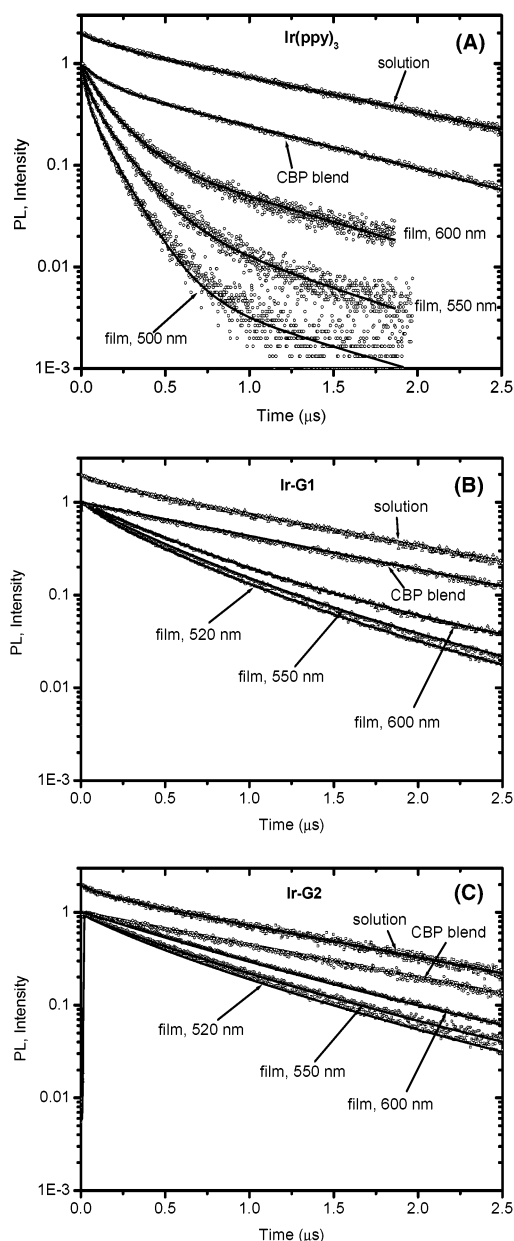 Ir(ppy)3
(A)
solution
CBP blend
film, 600 nm
film, 550 nm
film, 500 nm
PL, Intensity
1
0.1
0.01
1E-3
0.0 0.5 1.0 1.5 2.0 2.5
Time (μs)
Ir-G1
(B)
solution
CBP blend
film, 520 nm
film, 550 nm
film, 600 nm
PL, Intensity
1
0.1
0.01
1E-3
0.0 0.5 1.0 1.5 2.0 2.5
Time (μs)
Ir-G2
(C)
solution
CBP blend
film, 520 nm
film, 550 nm
film, 600 nm
PL, Intensity
1
0.1
0.01
1E-3
0.0 0.5 1.0 1.5 2.0 2.5
Time (μs)